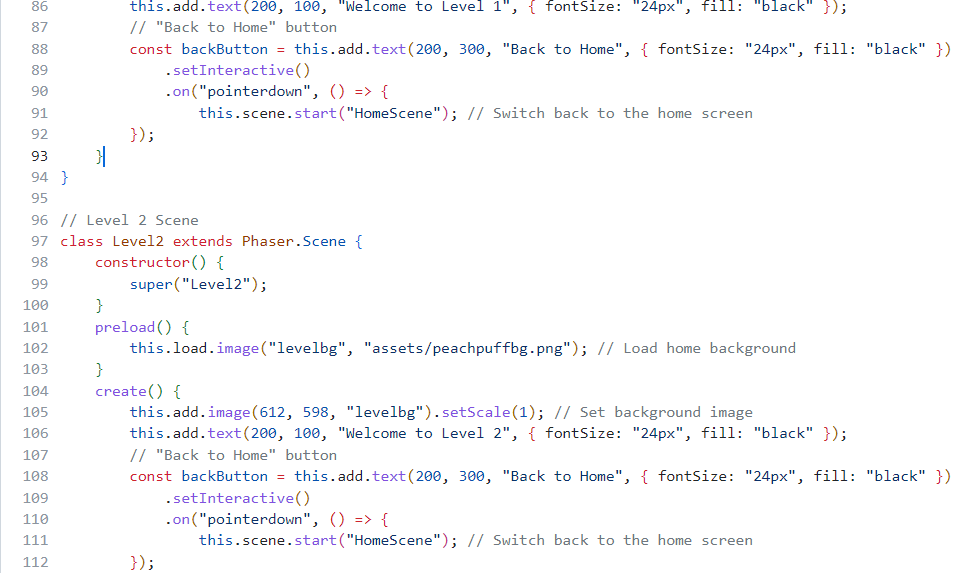 86         this.add.text(200, 100, "Welcome to Level 1", { fontSize: "24px", fill: "black" });
87         // "Back to Home" button
88         const backButton = this.add.text(200, 300, "Back to Home", { fontSize: "24px", fill: "black" })
89             .setInteractive()
90             .on("pointerdown", () => {
91                 this.scene.start("HomeScene"); // Switch back to the home screen
92         });
93     }
94 }
95
96 // Level 2 Scene
97 class Level2 extends Phaser.Scene {
98     constructor() {
99         super("Level2");
100     }
101     preload() {
102         this.load.image("levelbg", "assets/peachpuffbg.png"); // Load home background
103     }
104     create() {
105         this.add.image(612, 598, "levelbg").setScale(1); // Set background image
106         this.add.text(200, 100, "Welcome to Level 2", { fontSize: "24px", fill: "black" });
107         // "Back to Home" button
108         const backButton = this.add.text(200, 300, "Back to Home", { fontSize: "24px", fill: "black" })
109             .setInteractive()
110             .on("pointerdown", () => {
111                 this.scene.start("HomeScene"); // Switch back to the home screen
112         });